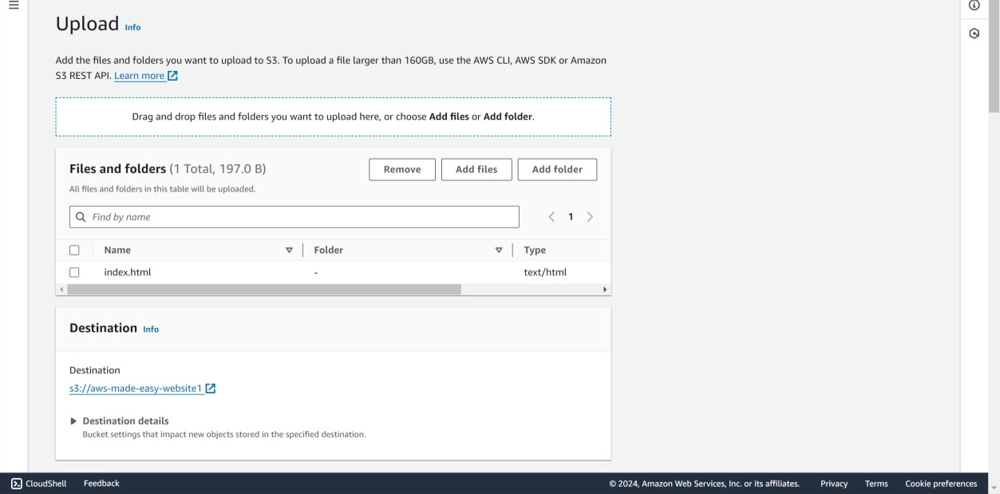 Upload Info
Add the files and folders you want to upload to S3. To upload a file larger than 160GB, use the AWS CLI, AWS SDK or Amazon
S3 REST API. Learn more
Drag and drop files and folders you want to upload here, or choose Add files or Add folder.
Files and folders (1 Total, 197.0 B)
Remove
Add files
Add folder
All files and folders in this table will be uploaded.
Find by name
1
Name Folder Type
index.html - text/html
Destination Info
Destination
s3://aws-made-easy-website1
Destination details
Bucket settings that impact new objects stored in the specified destination.
CloudShell Feedback © 2024, Amazon Web Services, Inc. or its affiliates. Privacy Terms Cookie preferences